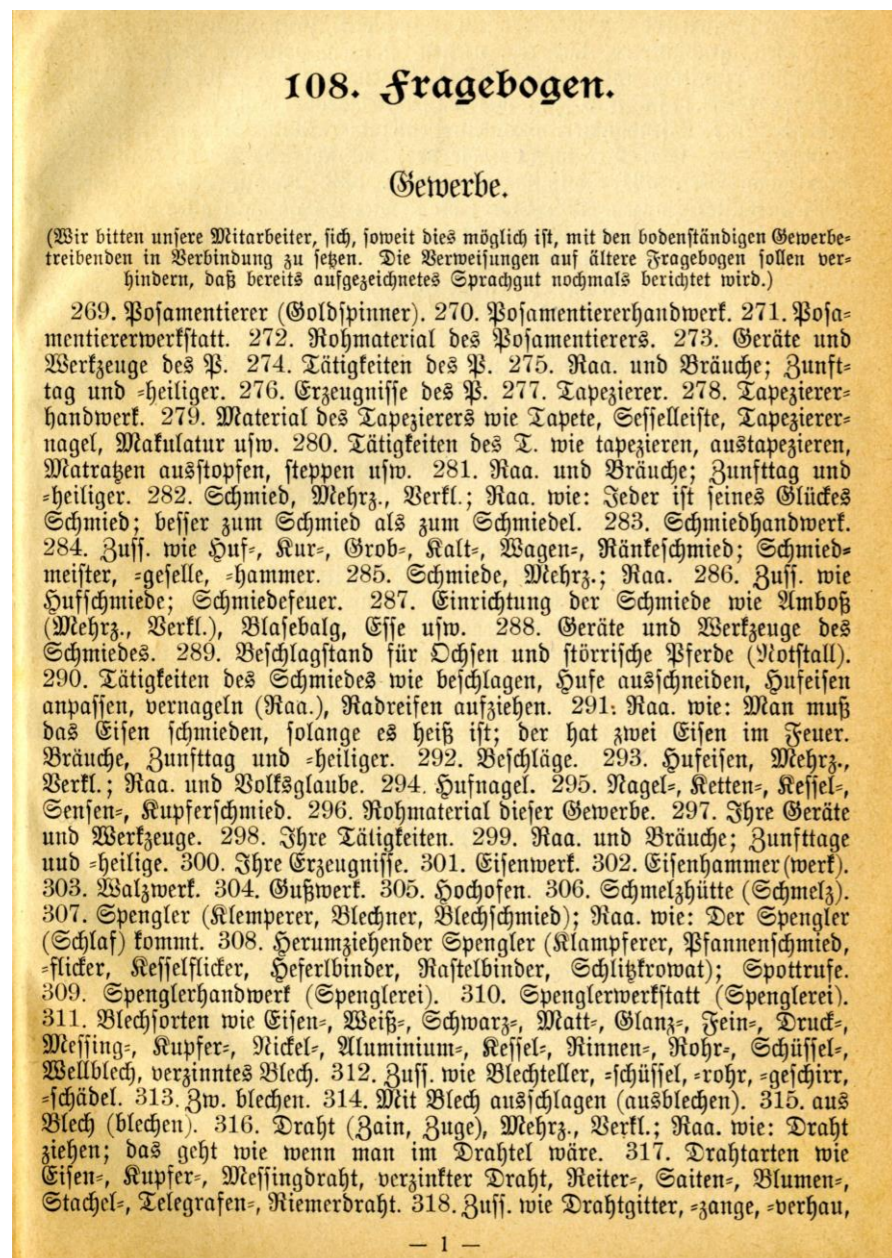 108. Fragebogen.
Gewerbe.
(Wir bitten unsere Mitarbeiter, sich, soweit dies möglich ist, mit den bodenständigen Gewerbe-
treibenden in Verbindung zu setzen. Die Verweisungen auf ältere Fragebogen sollen ver-
hindern, daß bereits aufgezeichnetes Sprachgut nochmals berichtet wird.)
269. Posamentierer (Goldspinner). 270. Posamentiererhandwerk. 271. Posa-
mentiererwerkstatt. 272. Rohmaterial des Posamentierers. 273. Geräte und
Werkzeuge des P. 274. Tätigkeiten des P. 275. Raa. und Bräuche; Zunft-
tag und -heiliger. 276. Erzeugnisse des P. 277. Tapezierer. 278. Tapezierer-
handwerk. 279. Material des Tapezierers wie Tapete, Sesselleiste, Tapezierer-
nagel, Makulatur usw. 280. Tätigkeiten des T. wie tapezieren, austapezieren,
Matratzen ausstopfen, steppen usw. 281. Raa. und Bräuche; Zunfttag und
-heiliger. 282. Schmied, Mehrz., Verkl.; Raa. wie: Jeder ist seines Glückes
Schmied; besser zum Schmied als zum Schmiedel. 283. Schmiedhandwerk.
284. Zuss. wie Huf-, Kur-, Grob-, Kalt-, Wagen-, Ränkeschmied; Schmied-
meister, -geselle, -hammer. 285. Schmiede, Mehrz.; Raa. 286. Zuss. wie
Hufschmiede; Schmiedefeuer. 287. Einrichtung der Schmiede wie Amboß
(Mehrz., Verkl.), Blasebalg, Esse usw. 288. Geräte und Werkzeuge des
Schmiedes. 289. Beschlagstand für Ochsen und störrische Pferde (Notstall).
290. Tätigkeiten des Schmiedes wie beschlagen, Hufe ausschneiden, Hufeisen
anpassen, vernageln (Raa.), Radreifen aufziehen. 291. Raa. wie: Man muß
das Eisen schmieden, solange es heiß ist; der hat zwei Eisen im Feuer.
Bräuche, Zunfttag und -heiliger. 292. Beschläge. 293. Hufeisen, Mehrz.,
Verkl.; Raa. und Volksglaube. 294. Hufnagel. 295. Nagel-, Ketten-, Kessel-,
Sensen-, Kupferschmied. 296. Rohmaterial dieser Gewerbe. 297. Ihre Geräte
und Werkzeuge. 298. Ihre Tätigkeiten. 299. Raa. und Bräuche; Zunfttage
uud -heilige. 300. Ihre Erzeugnisse. 301. Eisenwerk. 302. Eisenhammer(werk).
303. Walzwerk. 304. Gußwerk. 305. Hochofen. 306. Schmelzhütte (Schmelz).
307. Spengler (Klemperer, Blechner, Blechschmied); Raa. wie: Der Spengler
(Schlaf) kommt. 308. Herumziehender Spengler (Klampferer, Pfannenschmied,
-flicker, Kesselflicker, Heferlbinder, Rastelbinder, Schlitzkrowat); Spottrufe.
309. Spenglerhandwerk (Spenglerei). 310. Spenglerwerkstatt (Spenglerei).
311. Blechsorten wie Eisen-, Weiß-, Schwarz-, Matt-, Glanz-, Fein-, Druck-,
Messing-, Kupfer-, Nickel-, Aluminium-, Kessel-, Rinnen-, Rohr-, Schüssel-,
Wellblech, verzinntes Blech. 312. Zuss. wie Blechteller, -schüssel, -rohr, -geschirr,
-schädel. 313. Zw. blechen. 314. Mit Blech ausschlagen (ausblechen). 315. aus
Blech (blechen). 316. Draht (Zain, Zuge), Mehrz., Verkl.; Raa. wie: Draht
ziehen; das geht wie wenn man im Drahtel wäre. 317. Drahtarten wie
Eisen-, Kupfer-, Messingdraht, verzinkter Draht, Reiter-, Saiten-, Blumen-,
Stachel-, Telegrafen-, Riemerdraht. 318. Zuss. wie Drahtgitter, -zange, -verhau,
— 1 —